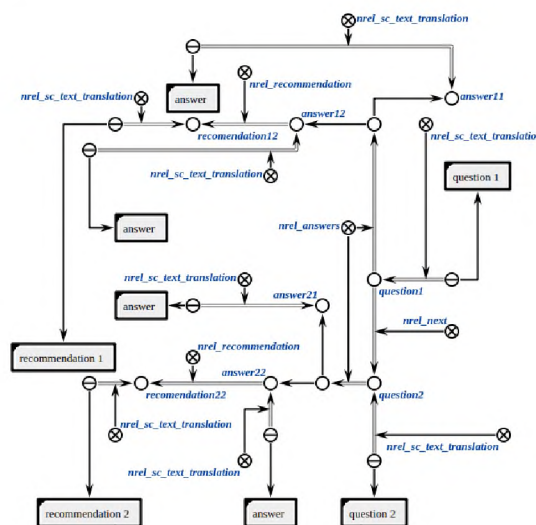 nrel_sc_text_translation
nrel_sc_text_translation
nrel_recommendation
answer
answer11
answer12
recomendation12
nrel_sc_text_translation
nrel_sc_text_translation
question 1
answer
nrel_answers
nrel_sc_text_translation
answer21
question1
answer
nrel_next
recommendation 1
nrel_recommendation
answer22
recomendation22
question2
nrel_sc_text_translation
nrel_sc_text_translation
nrel_sc_text_translation
recommendation 2
answer
question 2